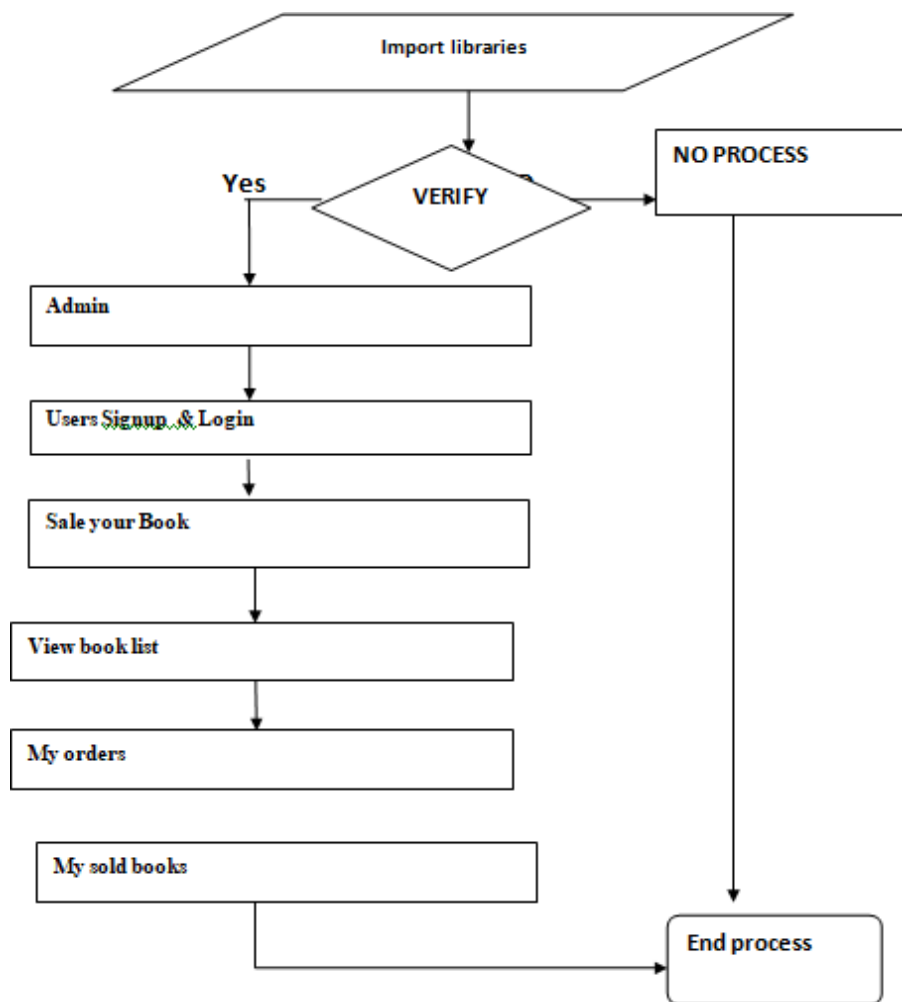 Import libraries
NO PROCESS
Yes
VERIFY
Admin
Users Signup & Login
Sale your Book
View book list
My orders
My sold books
End process